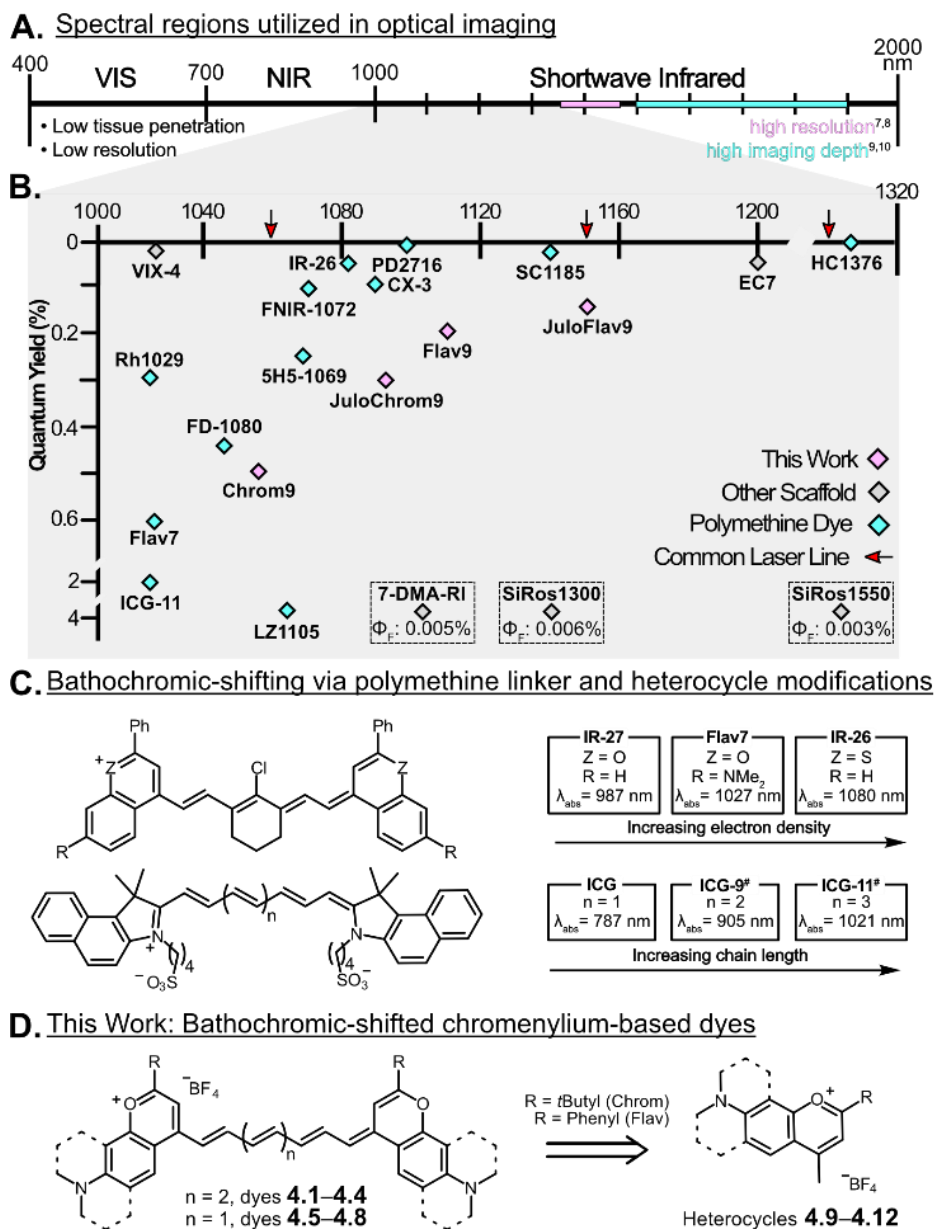 A. Spectral regions utilized in optical imaging
400
VIS
700
NIR
1000
Shortwave Infrared
2000
nm
• Low tissue penetration
• Low resolution
high resolution7,8
high imaging depth9,10
B.
1000
1040
1080
1120
1160
1200
1320
Quantum Yield (%)
0
0.2
0.4
0.6
2
4
VIX-4
IR-26
PD2716
CX-3
SC1185
EC7
HC1376
FNIR-1072
JuloFlav9
Flav9
Rh1029
5H5-1069
JuloChrom9
FD-1080
Chrom9
Flav7
ICG-11
LZ1105
This Work
Other Scaffold
Polymethine Dye
Common Laser Line
7-DMA-RI
ΦF: 0.005%
SiRos1300
ΦF: 0.006%
SiRos1550
ΦF: 0.003%
C. Bathochromic-shifting via polymethine linker and heterocycle modifications
Ph
Ph
+
Z
Cl
Z
R
R
IR-27
Z = O
R = H
λabs = 987 nm
Flav7
Z = O
R = NMe2
λabs = 1027 nm
IR-26
Z = S
R = H
λabs = 1080 nm
Increasing electron density
n
N
+
N
4
4
−O3S
SO3−
ICG
n = 1
λabs = 787 nm
ICG-9#
n = 2
λabs = 905 nm
ICG-11#
n = 3
λabs = 1021 nm
Increasing chain length
D. This Work: Bathochromic-shifted chromenylium-based dyes
R
−BF4
R
+
O
O
n
N
N
n = 2, dyes 4.1–4.4
n = 1, dyes 4.5–4.8
R = tButyl (Chrom)
R = Phenyl (Flav)
N
O+
R
−BF4
Heterocycles 4.9–4.12